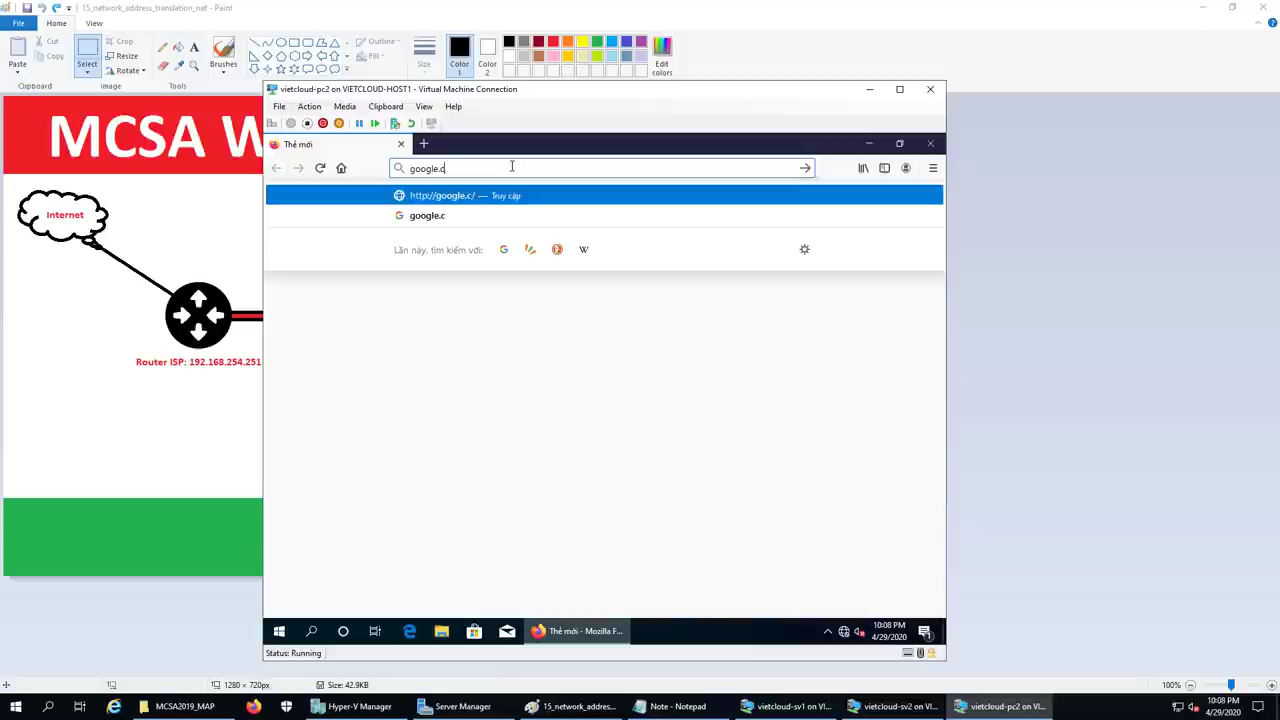 15_network_address_translation_nat - Paint
File
Home
View
Paste
Cut
Copy
Clipboard
Select
Crop
Resize
Rotate
Image
Tools
Brushes
Outline
Fill
Size
Color
1
Color
2
Edit
colors
vietcloud-pc2 on VIETCLOUD-HOST1 - Virtual Machine Connection
File Action Media Clipboard View Help
Thẻ mới
google.c
http://google.c/ — Truy cập
google.c
Lần này, tìm kiếm với:
Thẻ mới - Mozilla F...
10:08 PM
4/29/2020
Status: Running
MCSA W
Internet
Router ISP: 192.168.254.251
1280 × 720px
Size: 42.9KB
100%
MCSA2019_MAP
Hyper-V Manager
Server Manager
15_network_addres...
Note - Notepad
vietcloud-sv1 on VI...
vietcloud-sv2 on VI...
vietcloud-pc2 on VI...
10:08 PM
4/29/2020